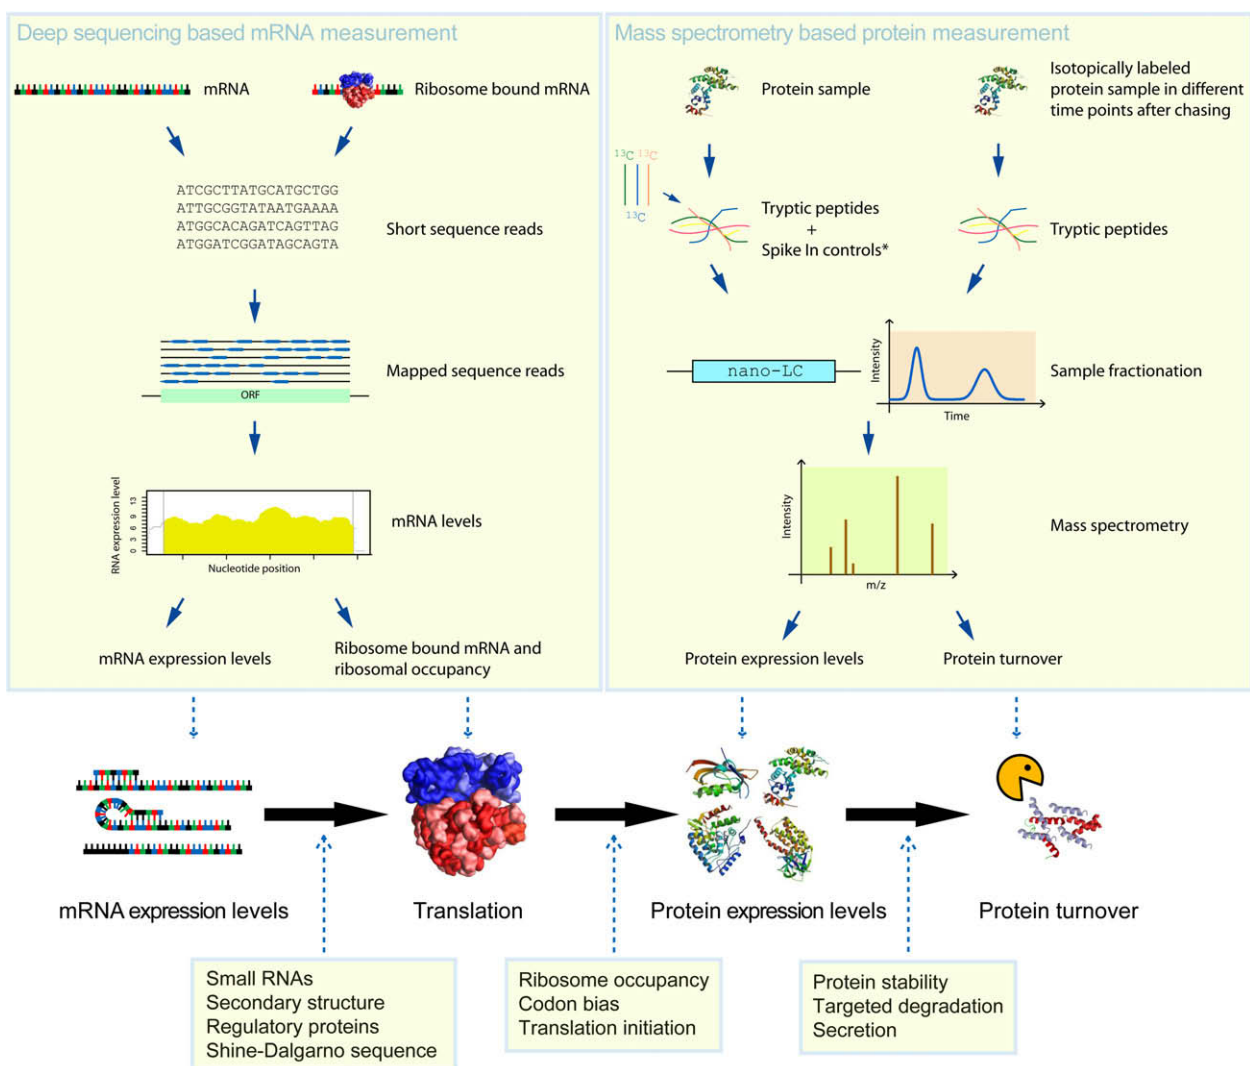 Deep sequencing based mRNA measurement
mRNA
Ribosome bound mRNA
ATCGCTTATGCATGCTGG
ATTGCGGTATAATGAAAA
ATGGCACAGATCAGTTAG
ATGGATCGGATAGCAGTA
Short sequence reads
Mapped sequence reads
ORF
RNA expression level
0 3 6 9 13
Nucleotide position
mRNA levels
mRNA expression levels
Ribosome bound mRNA and
ribosomal occupancy
Mass spectrometry based protein measurement
Protein sample
Isotopically labeled
protein sample in different
time points after chasing
13C 13C
13C
Tryptic peptides
+
Spike In controls*
Tryptic peptides
nano-LC
Intensity
Time
Sample fractionation
Intensity
m/z
Mass spectrometry
Protein expression levels
Protein turnover
mRNA expression levels
Translation
Protein expression levels
Protein turnover
Small RNAs
Secondary structure
Regulatory proteins
Shine-Dalgarno sequence
Ribosome occupancy
Codon bias
Translation initiation
Protein stability
Targeted degradation
Secretion